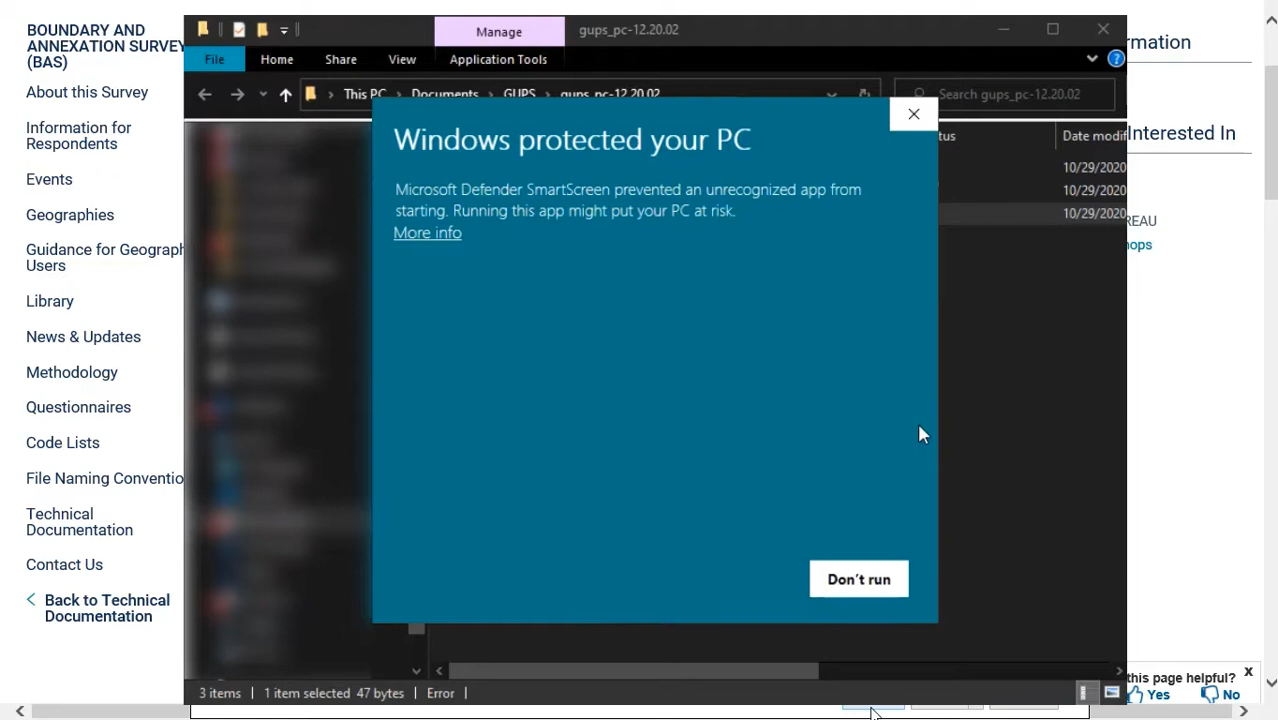 BOUNDARY AND
ANNEXATION SURVEY
(BAS)
About this Survey
Information for
Respondents
Events
Geographies
Guidance for Geograph
Users
Library
News & Updates
Methodology
Questionnaires
Code Lists
File Naming Conventio
Technical
Documentation
Contact Us
Back to Technical
Documentation
Manage
gups_pc-12.20.02
File
Home
Share
View
Application Tools
This PC
Documents
GUPS
gups_pc-12.20.02
Search gups_pc-12.20.02
tus
Date modif
10/29/2020
10/29/2020
10/29/2020
Windows protected your PC
Microsoft Defender SmartScreen prevented an unrecognized app from
starting. Running this app might put your PC at risk.
More info
Don't run
3 items
1 item selected 47 bytes
Error
rmation
Interested In
REAU
hops
this page helpful? X
Yes
No